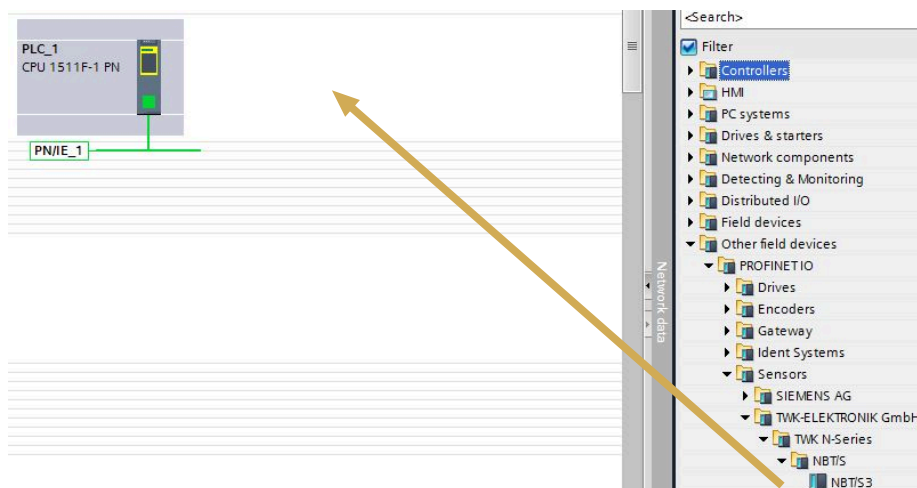 PLC_1
CPU 1511F-1 PN
PN/IE_1
Network data
<Search>
Filter
Controllers
HMI
PC systems
Drives & starters
Network components
Detecting & Monitoring
Distributed I/O
Field devices
Other field devices
PROFINET IO
Drives
Encoders
Gateway
Ident Systems
Sensors
SIEMENS AG
TWK-ELEKTRONIK GmbH
TWK N-Series
NBT/S
NBT/S3